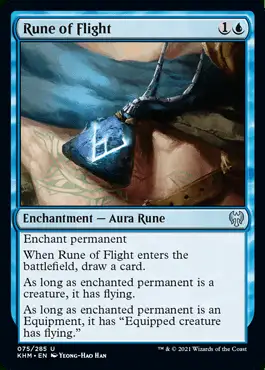 Rune of Flight 1
Enchantment — Aura Rune
Enchant permanent
When Rune of Flight enters the
battlefield, draw a card.
As long as enchanted permanent is a
creature, it has flying.
As long as enchanted permanent is an
Equipment, it has “Equipped creature
has flying.”
075/285 U
KHM • EN Yeong-Hao Han
™ & © 2021 Wizards of the Coast